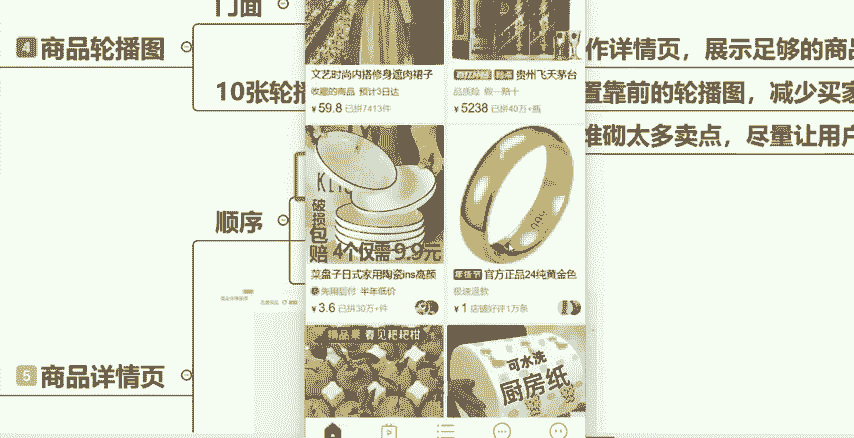 门面
4 商品轮播图
作详情页，展示足够的商品
10张轮播
置靠前的轮播图，减少买家
堆砌太多卖点，尽量让用户
文艺时尚内搭修身遮肉裙子
收藏的商品 预计3日达
¥59.8 已拼7413件
贵州飞天茅台
品质险 假一赔十
¥5238 已拼40万+瓶
顺序
破损包赔
4个仅需9.9元
菜盘子日式家用陶瓷ins高颜
先用后付 半年低价
¥3.6 已拼30万+件
999
官方正品24纯黄金色
极速退款
¥1 店铺好评1万条
5 商品详情页
精品果 春见耙耙柑
可水洗
厨房纸